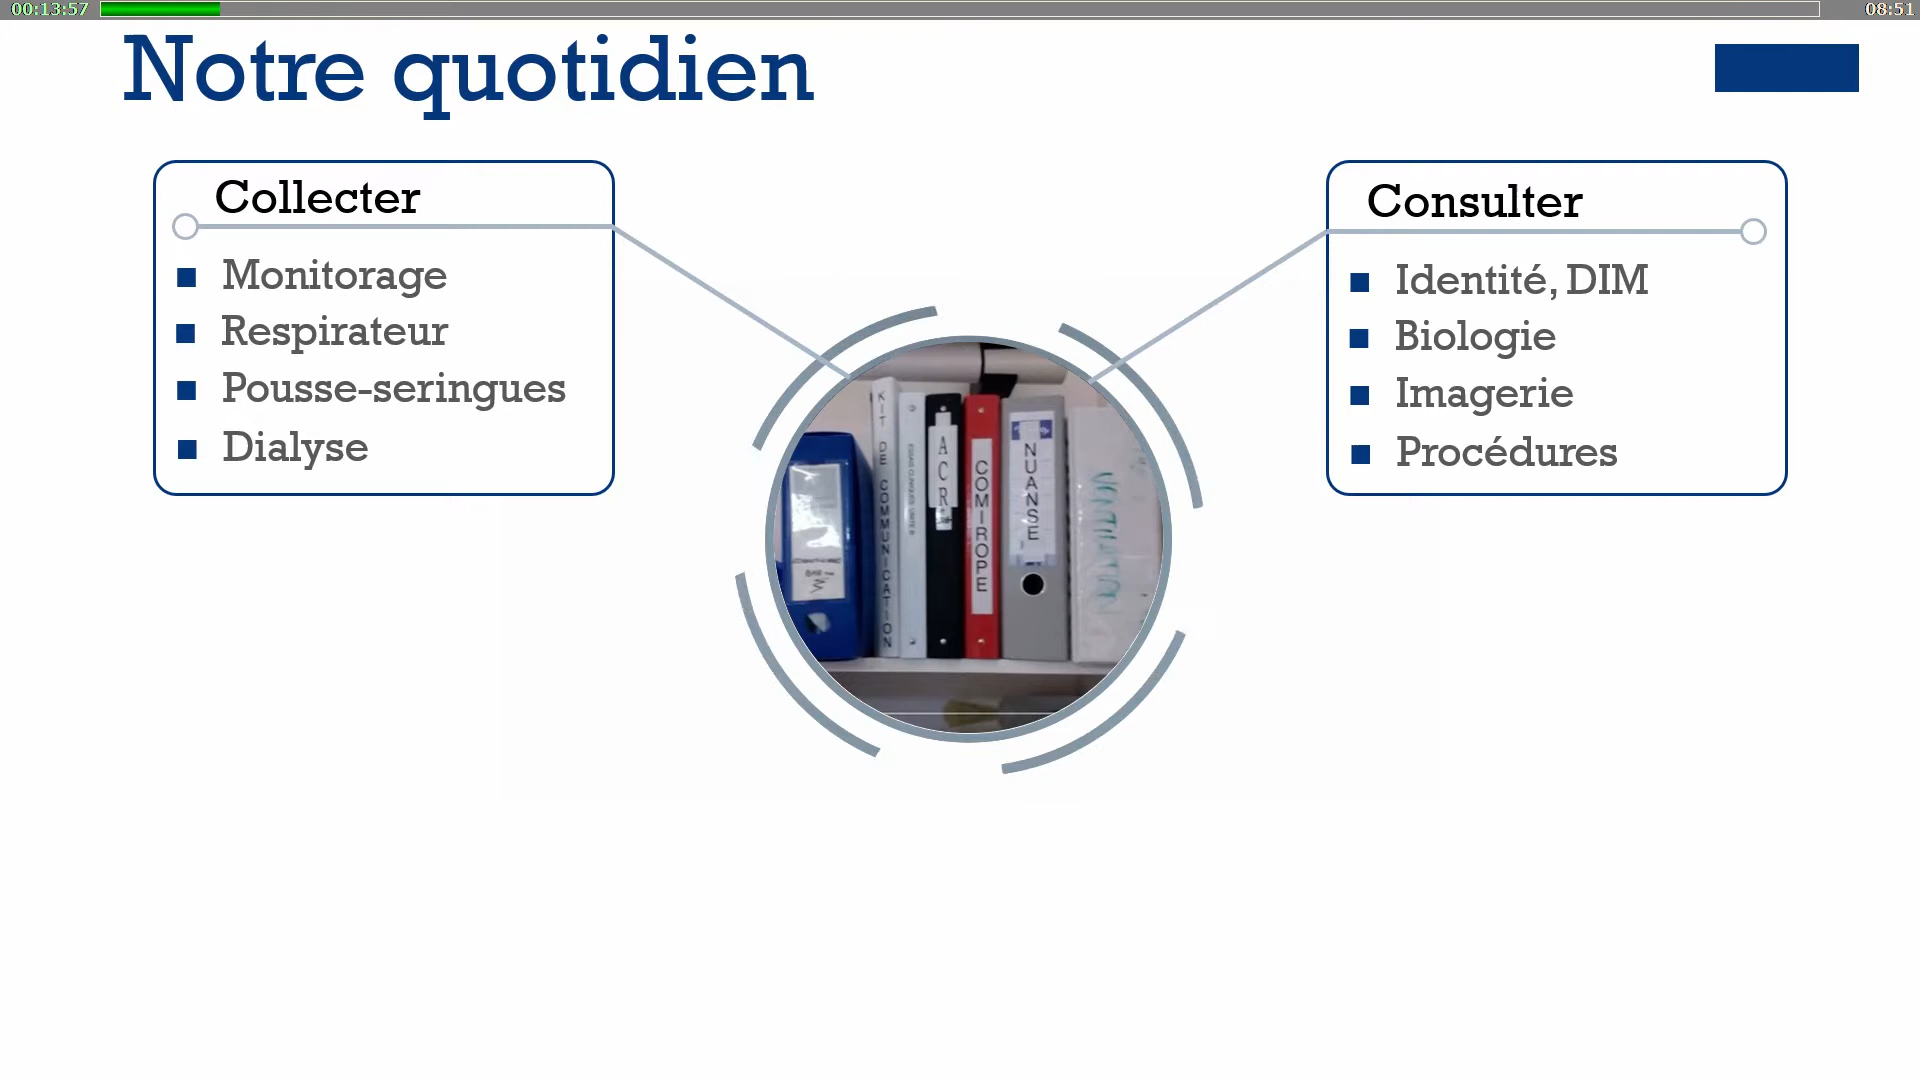 00:13:57
08:51
Notre quotidien
Collecter
Monitorage
Respirateur
Pousse-seringues
Dialyse
Consulter
Identité, DIM
Biologie
Imagerie
Procédures
KIT DE COMMUNICATION
ACR
COMIROPE
NUANSE
VENTILATION